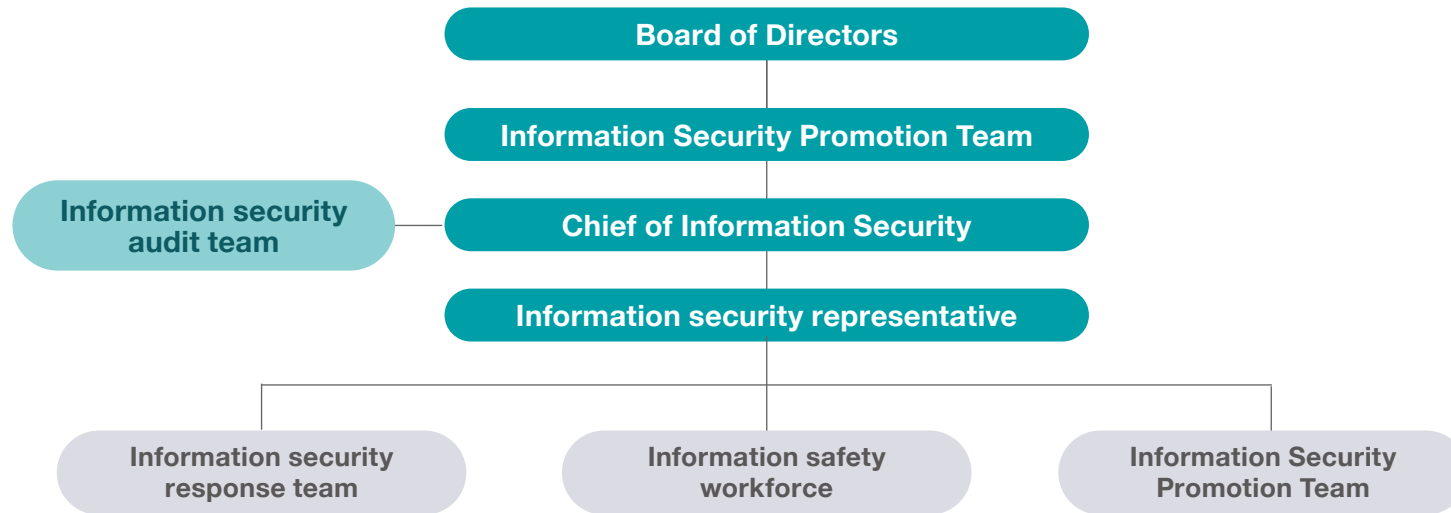 Board of Directors
Information Security Promotion Team
Information security
audit team
Chief of Information Security
Information security representative
Information security
response team
Information safety
workforce
Information Security
Promotion Team